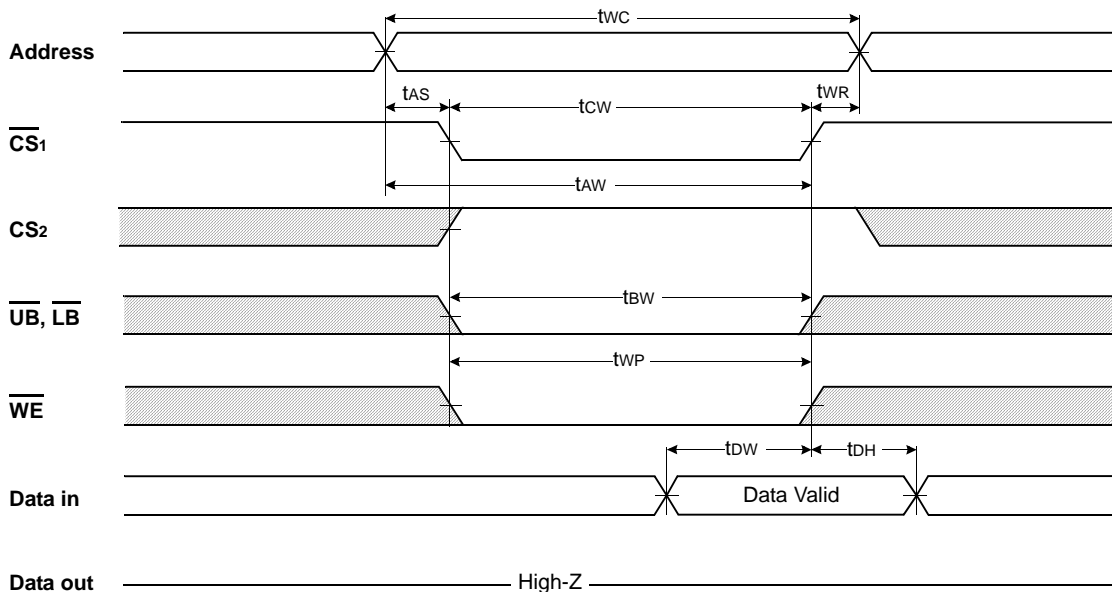 tWC
Address
tAS tCW tWR
CS1
tAW
CS2
tBW
UB, LB
tWP
WE
tDW tDH
Data in Data Valid
Data out High-Z